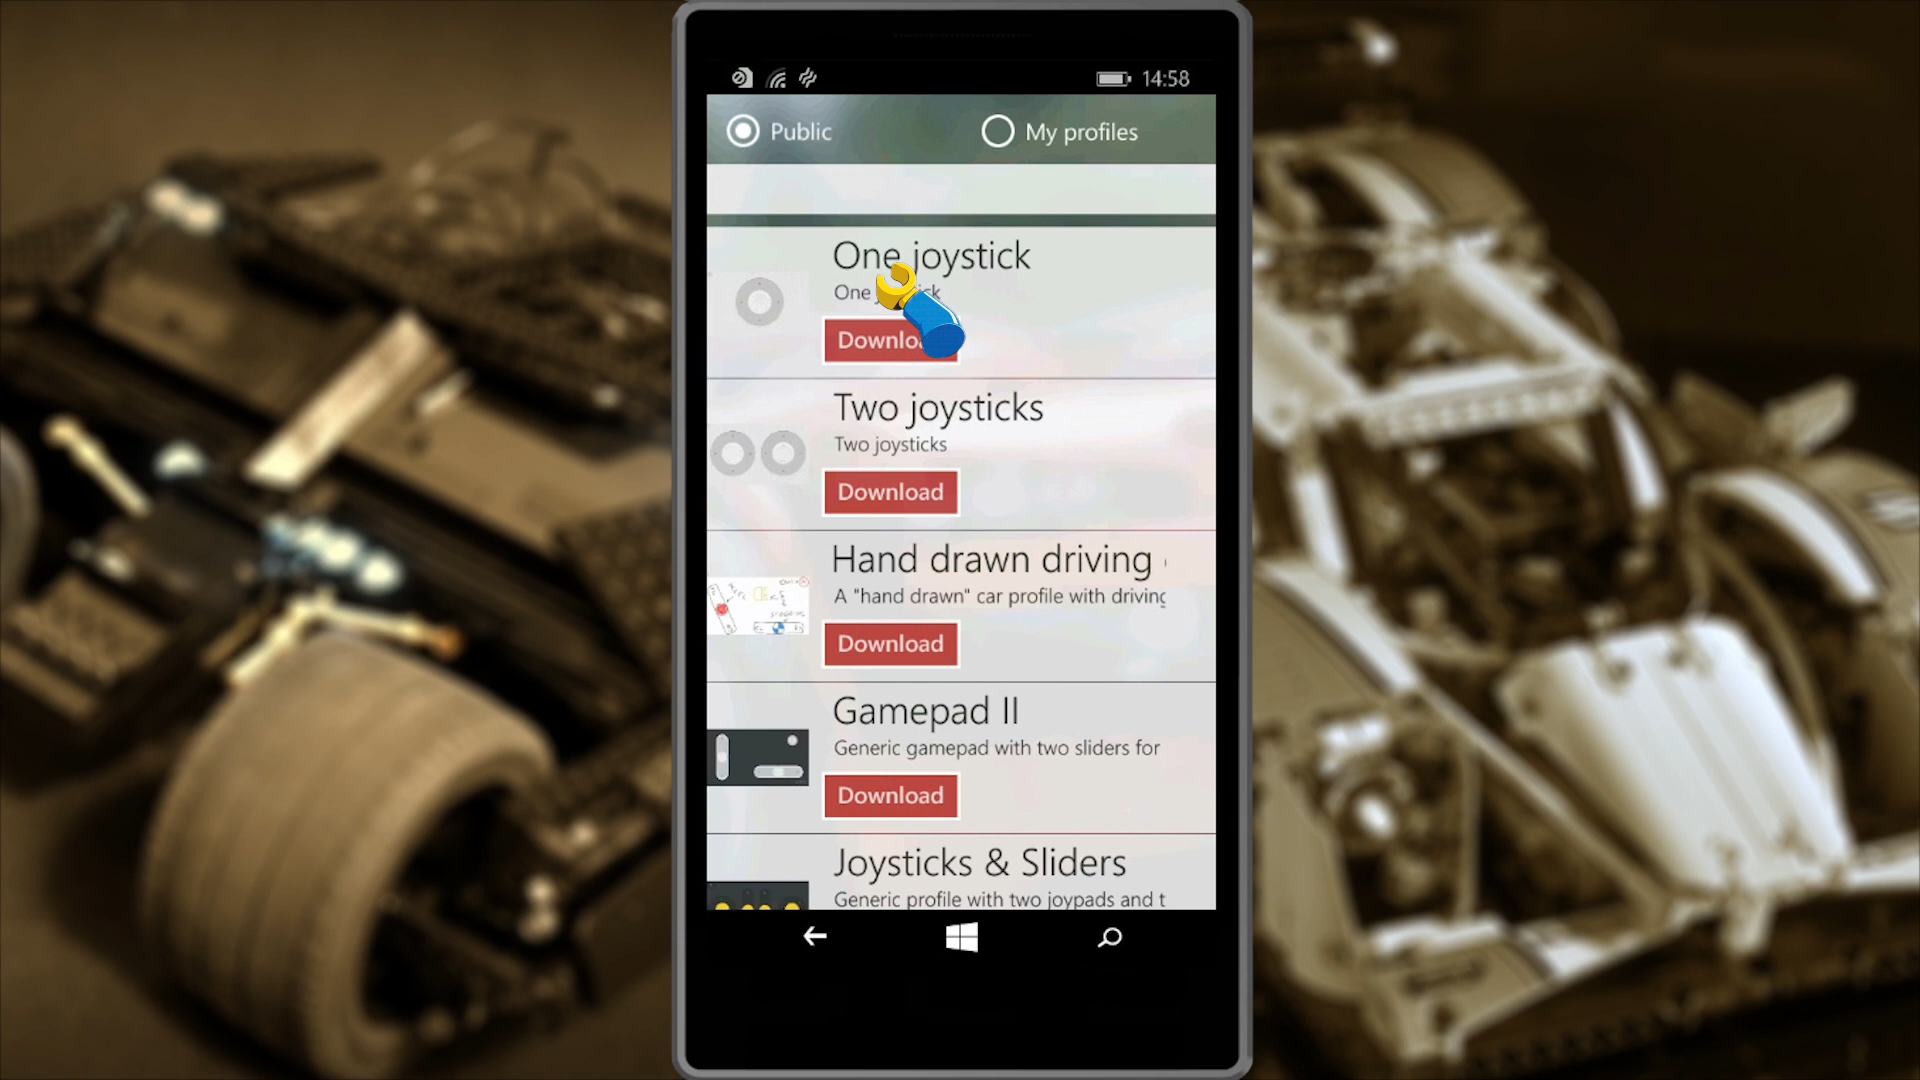 14:58
Public
My profiles
One joystick
One
Download
Two joysticks
Two joysticks
Download
Hand drawn driving
A "hand drawn" car profile with driving
Download
Gamepad II
Generic gamepad with two sliders for
Download
Joysticks & Sliders
Generic profile with two joypads and t